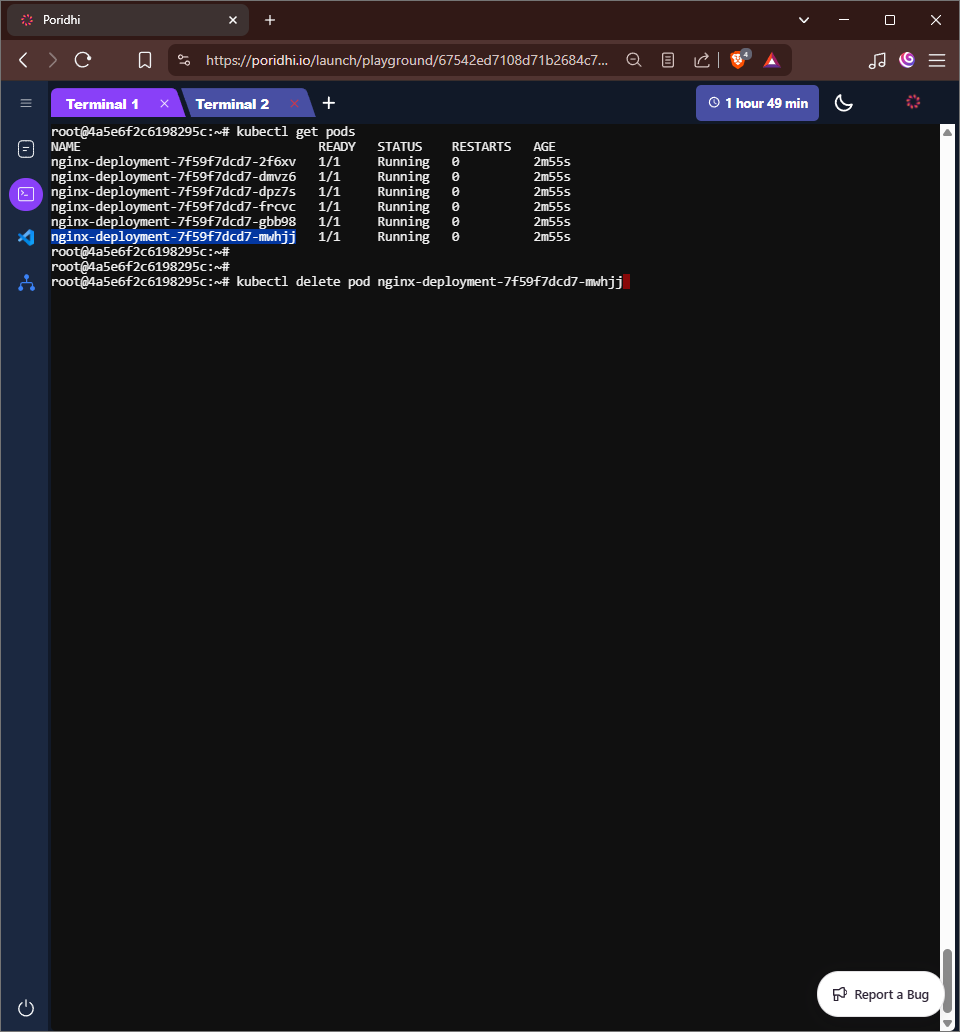 Poridhi
https://poridhi.io/launch/playground/67542ed7108d71b2684c7...
4
Terminal 1
Terminal 2
1 hour 49 min
root@4a5e6f2c6198295c:~# kubectl get pods
NAME READY STATUS RESTARTS AGE
nginx-deployment-7f59f7dcd7-2f6xv 1/1 Running 0 2m55s
nginx-deployment-7f59f7dcd7-dmvz6 1/1 Running 0 2m55s
nginx-deployment-7f59f7dcd7-dpz7s 1/1 Running 0 2m55s
nginx-deployment-7f59f7dcd7-frcvc 1/1 Running 0 2m55s
nginx-deployment-7f59f7dcd7-gbb98 1/1 Running 0 2m55s
nginx-deployment-7f59f7dcd7-mwhjj 1/1 Running 0 2m55s
root@4a5e6f2c6198295c:~#
root@4a5e6f2c6198295c:~#
root@4a5e6f2c6198295c:~# kubectl delete pod nginx-deployment-7f59f7dcd7-mwhjj
Report a Bug